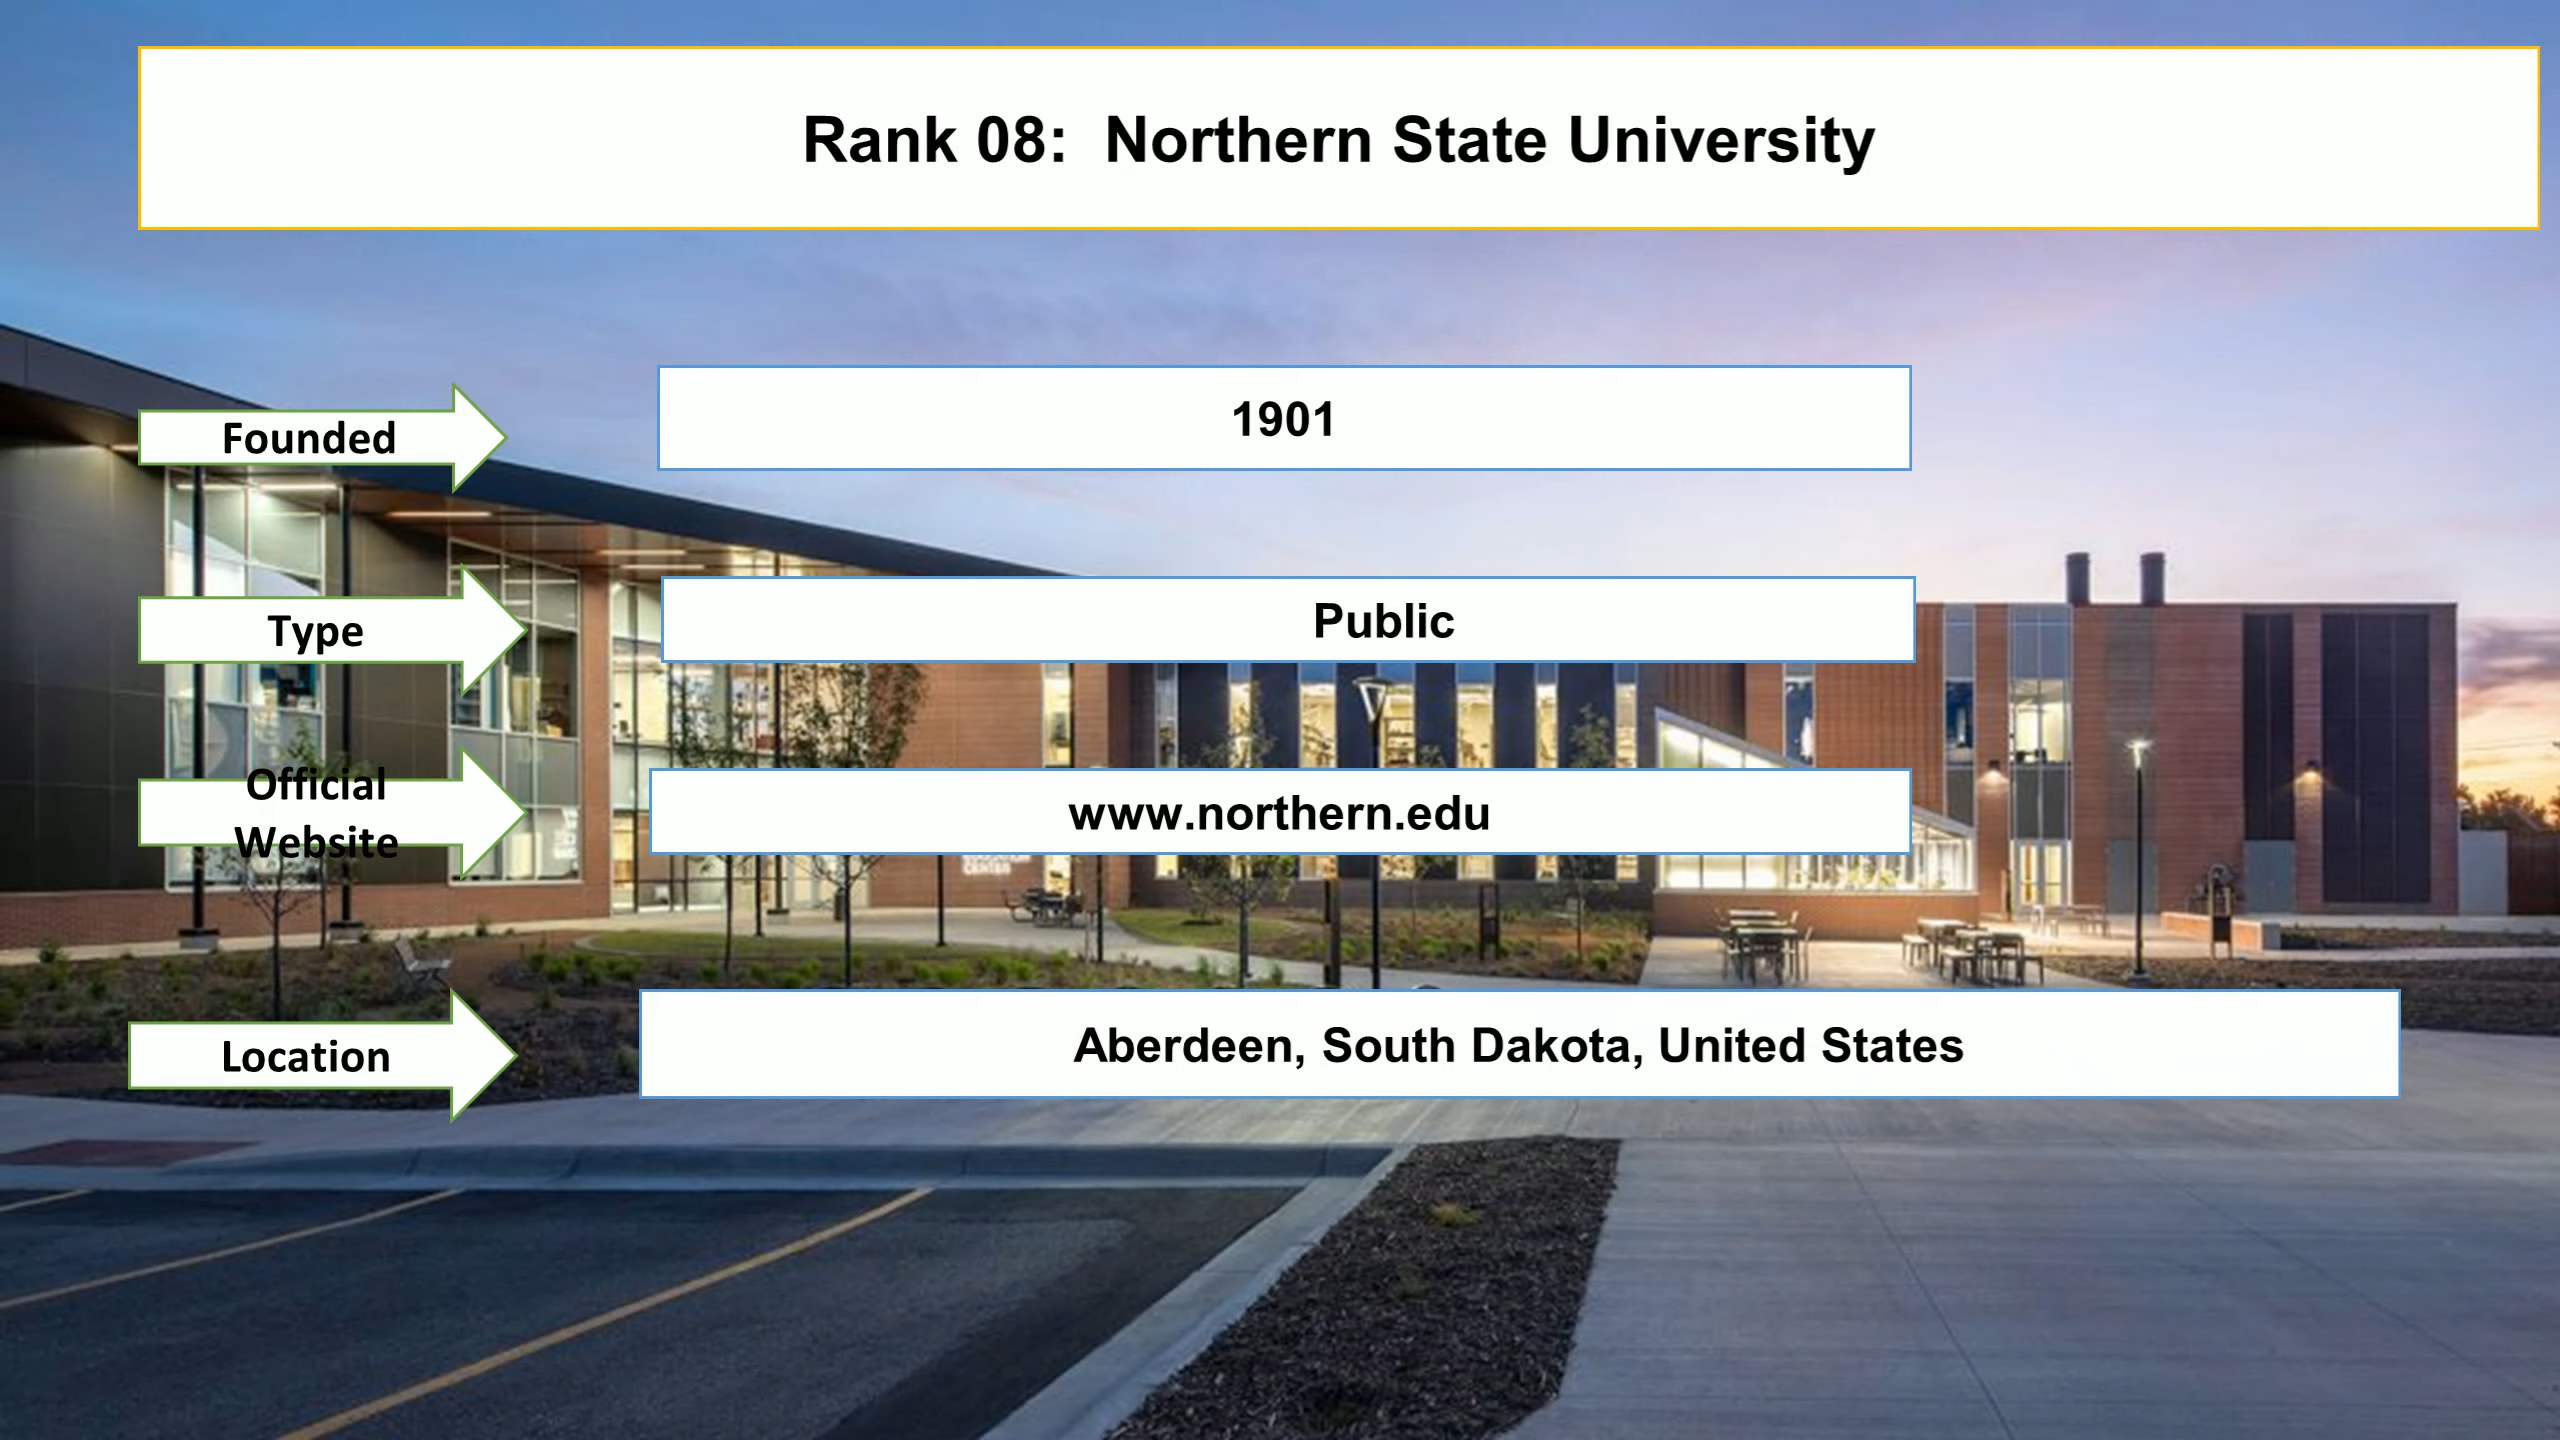 Rank 08: Northern State University
Founded
1901
Type
Public
Official
Website
www.northern.edu
CENTER
Location
Aberdeen, South Dakota, United States